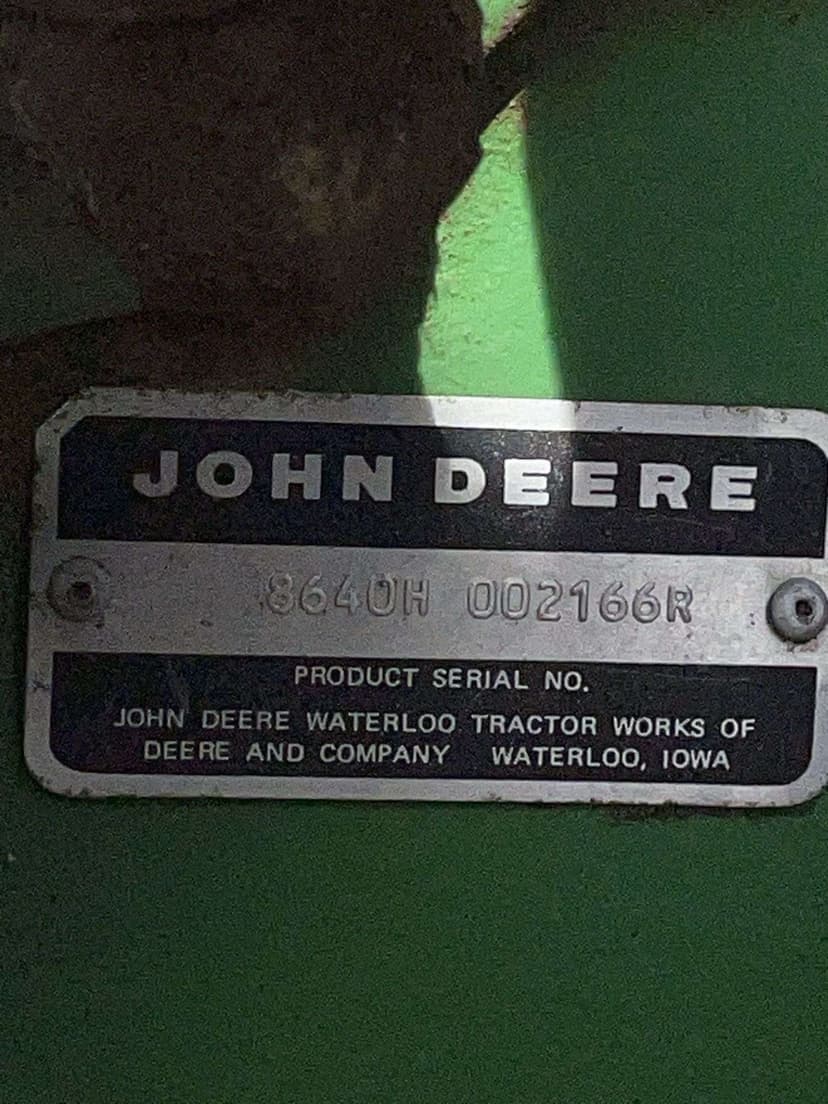 JOHN DEERE
8640H 002166R
PRODUCT SERIAL NO.
JOHN DEERE WATERLOO TRACTOR WORKS OF
DEERE AND COMPANY WATERLOO, IOWA